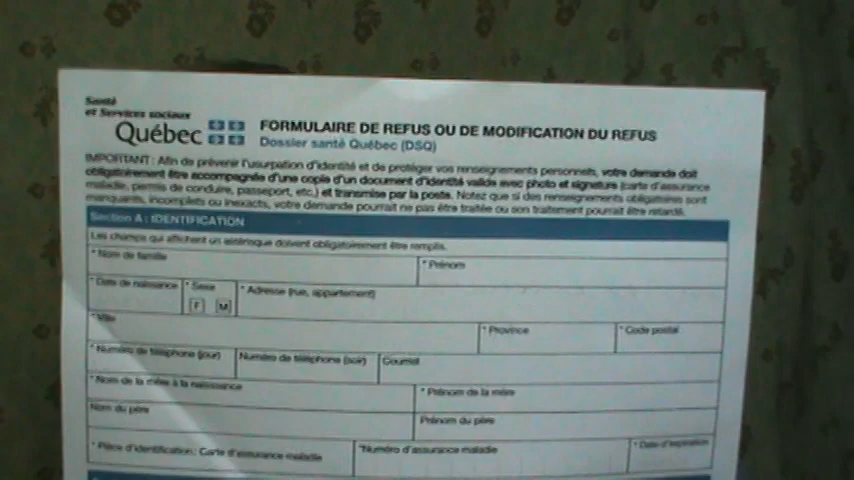 Santé
et Services sociaux
Québec
FORMULAIRE DE REFUS OU DE MODIFICATION DU REFUS
Dossier santé Québec (DSQ)
IMPORTANT : Afin de prévenir l'usurpation d'identité et de protéger vos renseignements personnels, votre demande doit
obligatoirement être accompagnée d'une copie d'un document d'identité valide avec photo et signature (carte d'assurance
maladie, permis de conduire, passeport, etc.) et transmise par la poste. Notez que si des renseignements obligatoires sont
manquants, incomplets ou inexacts, votre demande pourrait ne pas être traitée ou son traitement pourrait être retardé.
Section A : IDENTIFICATION
Les champs qui affichent un astérisque doivent obligatoirement être remplis.
* Nom de famille * Prénom
* Date de naissance * Sexe * Adresse (rue, appartement)
F M
* Ville * Province * Code postal
* Numéro de téléphone (jour) Numéro de téléphone (soir) Courriel
* Nom de la mère à la naissance * Prénom de la mère
Nom du père Prénom du père
* Pièce d'identification : Carte d'assurance maladie *Numéro d'assurance maladie * Date d'expiration